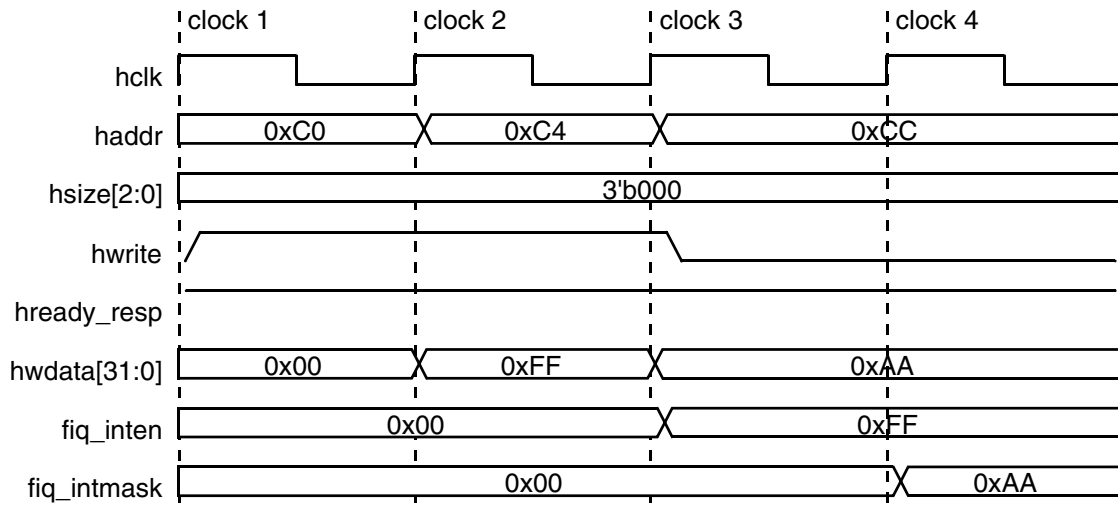 clock 1 clock 2 clock 3 clock 4
hclk
haddr 0xC0 0xC4 0xCC
hsize[2:0] 3'b000
hwrite
hready_resp
hwdata[31:0] 0x00 0xFF 0xAA
fiq_inten 0x00 0xFF
fiq_intmask 0x00 0xAA